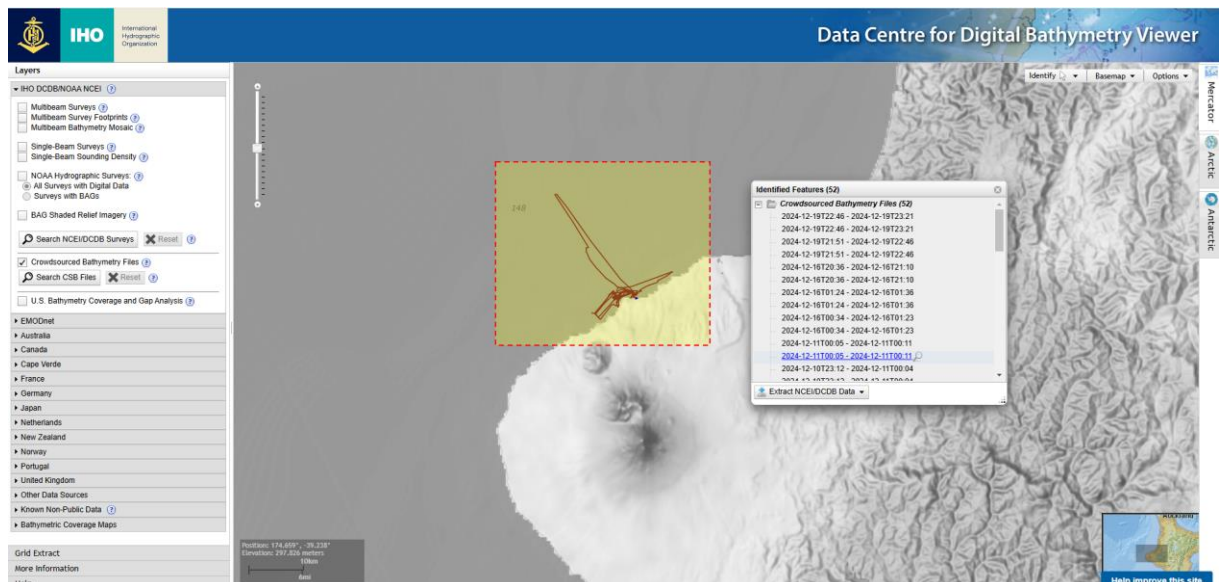 IHO
International
Hydrographic
Organization
Data Centre for Digital Bathymetry Viewer
Layers
IHO DCDB/NOAA NCEI
Multibeam Surveys
Multibeam Survey Footprints
Multibeam Bathymetry Mosaic
Single-Beam Surveys
Single-Beam Sounding Density
NOAA Hydrographic Surveys:
All Surveys with Digital Data
Surveys with BAGs
BAG Shaded Relief Imagery
Search NCEI/DCDB Surveys Reset
Crowdsourced Bathymetry Files
Search CSB Files Reset
U.S. Bathymetry Coverage and Gap Analysis
EMODnet
Australia
Canada
Cape Verde
France
Germany
Japan
Netherlands
New Zealand
Norway
Portugal
United Kingdom
Other Data Sources
Known Non-Public Data
Bathymetric Coverage Maps
Grid Extract
More Information
Help
Identify Basemap Options
Mercator
Arctic
Antarctic
148
Identified Features (52)
Crowdsourced Bathymetry Files (52)
2024-12-19T22:46 - 2024-12-19T23:21
2024-12-19T22:46 - 2024-12-19T23:21
2024-12-19T21:51 - 2024-12-19T22:46
2024-12-19T21:51 - 2024-12-19T22:46
2024-12-16T20:36 - 2024-12-16T21:10
2024-12-16T20:36 - 2024-12-16T21:10
2024-12-16T01:24 - 2024-12-16T01:36
2024-12-16T01:24 - 2024-12-16T01:36
2024-12-16T00:34 - 2024-12-16T01:23
2024-12-16T00:34 - 2024-12-16T01:23
2024-12-11T00:05 - 2024-12-11T00:11
2024-12-11T00:05 - 2024-12-11T00:11
2024-12-10T23:12 - 2024-12-11T00:04
2024-12-10T23:12 - 2024-12-11T00:04
Extract NCEI/DCDB Data
Position: 174.659°, -39.238°
Elevation: 297.826 meters
10km
6mi
Auckland
Help improve this site